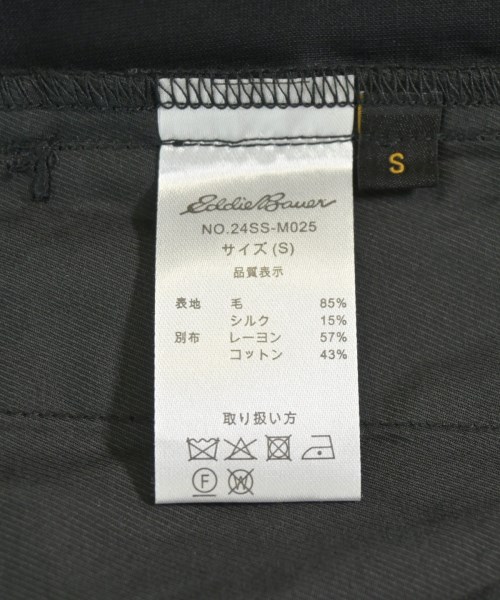 S
Eddie Bauer
NO.24SS-M025
サイズ(S)
品質表示
表地 毛 85%
シルク 15%
別布 レーヨン 57%
コットン 43%
取り扱い方
F W